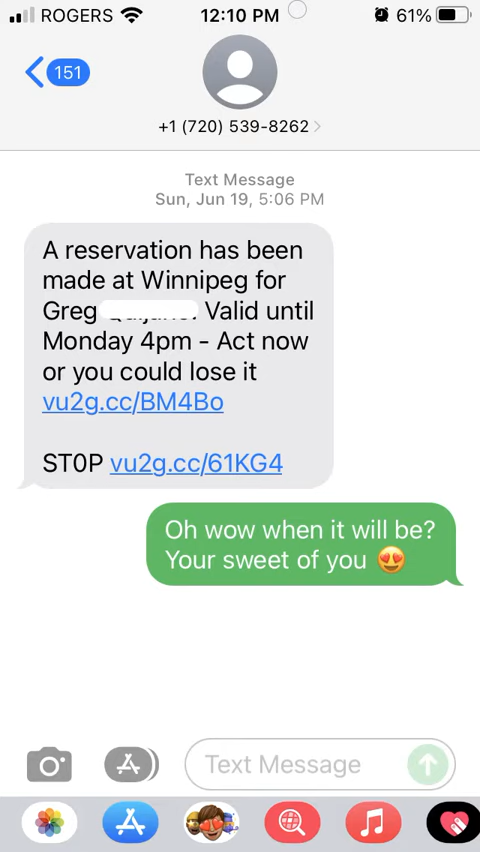 ROGERS 12:10 PM 61%
151
+1 (720) 539-8262
Text Message
Sun, Jun 19, 5:06 PM
A reservation has been
made at Winnipeg for
Greg Valid until
Monday 4pm - Act now
or you could lose it
vu2g.cc/BM4Bo
ST0P vu2g.cc/61KG4
Oh wow when it will be?
Your sweet of you 😍
Text Message